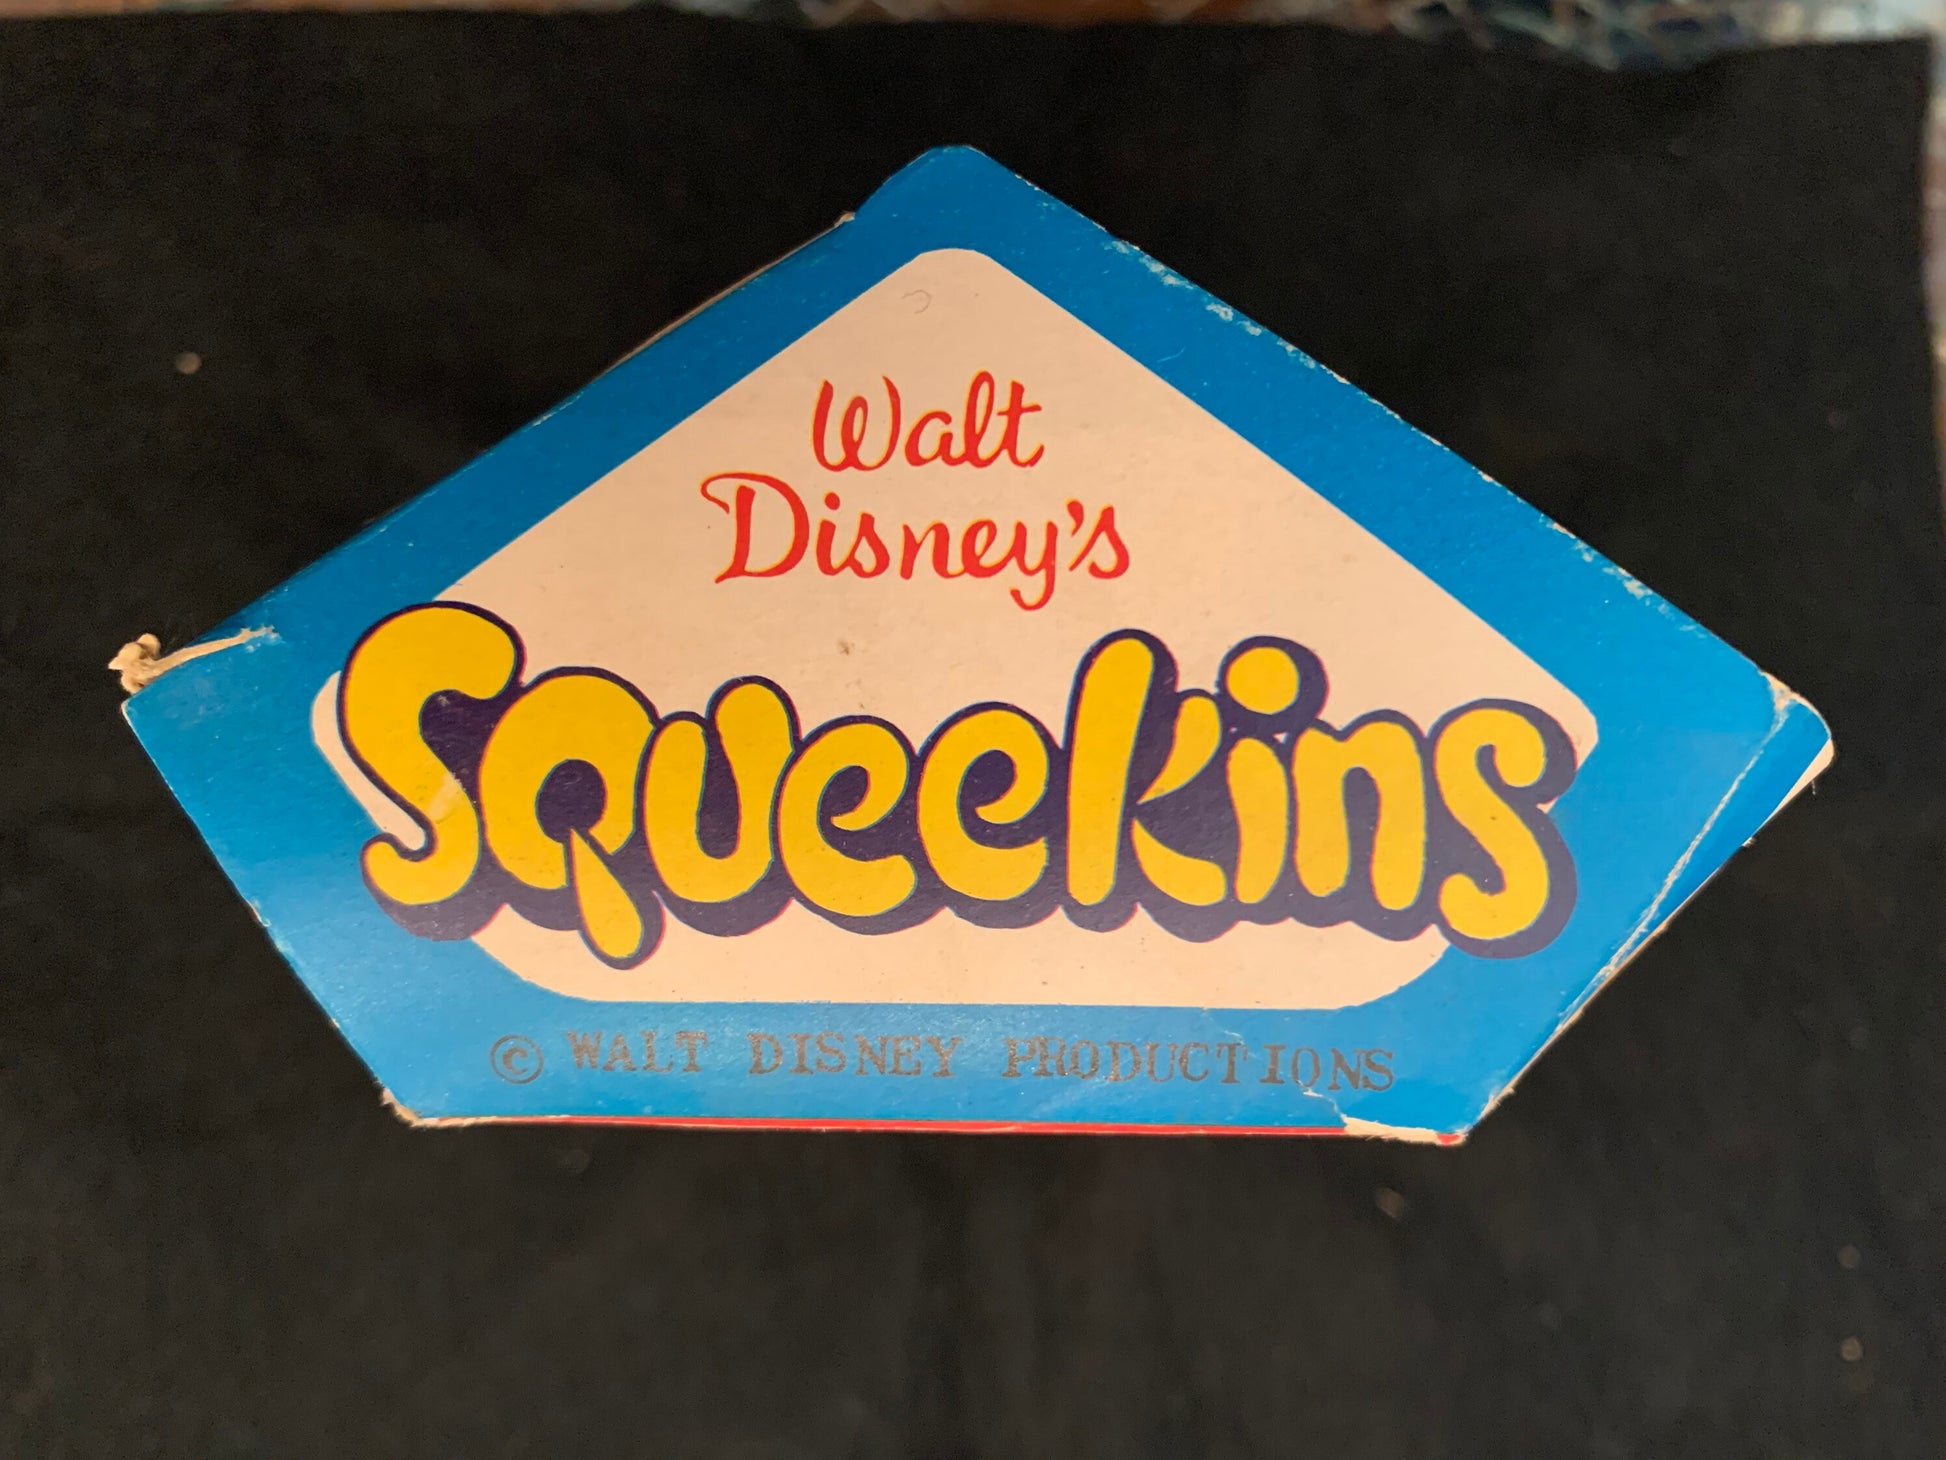 Walt
Disney's
Squeekins
© WALT DISNEY PRODUCTIONS